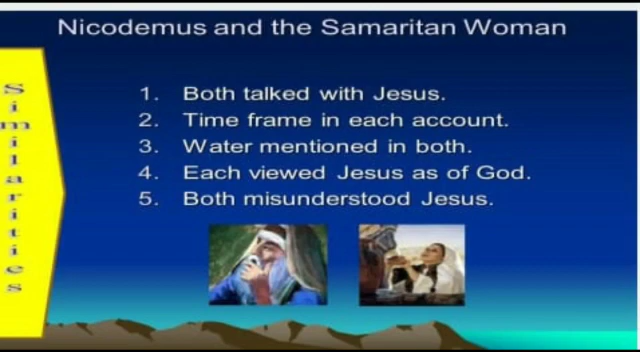 Nicodemus and the Samaritan Woman
Similarities
1. Both talked with Jesus.
2. Time frame in each account.
3. Water mentioned in both.
4. Each viewed Jesus as of God.
5. Both misunderstood Jesus.